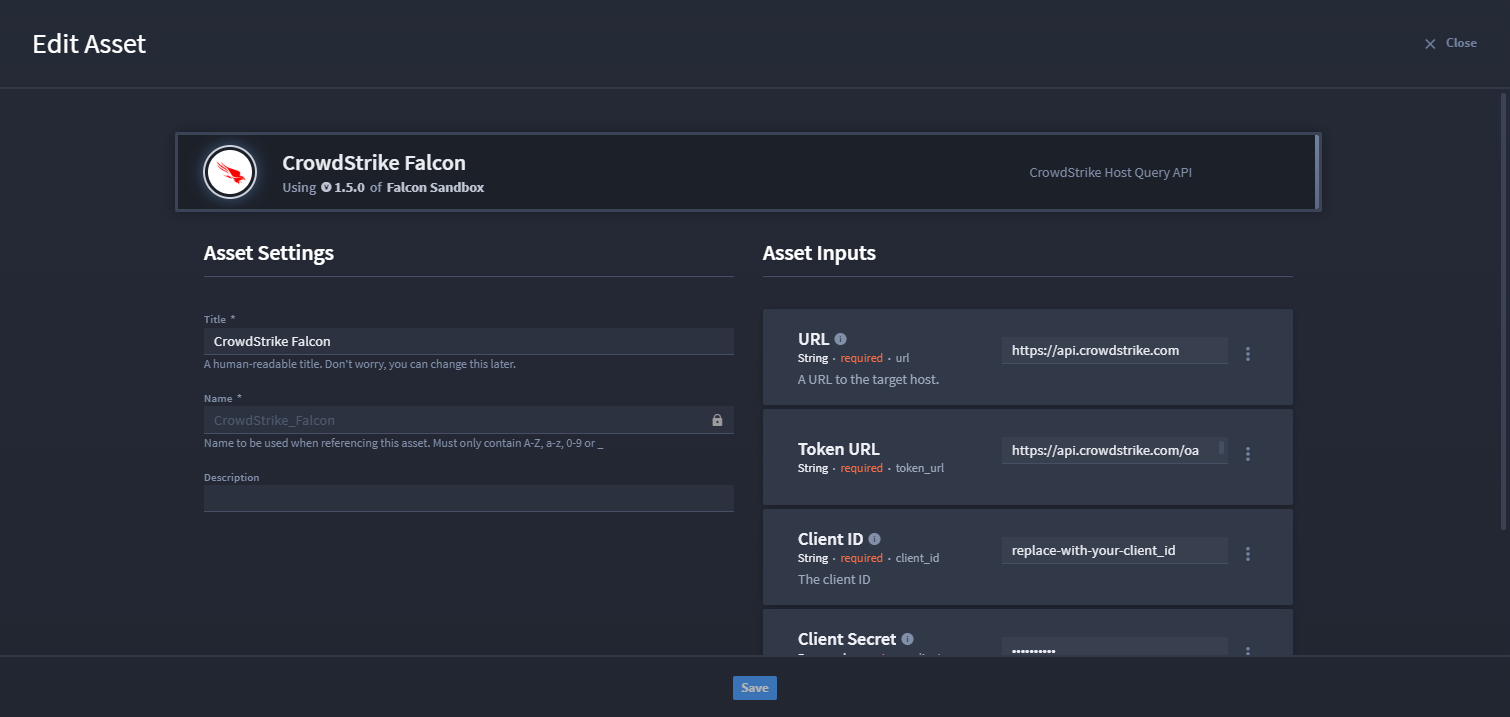 Edit Asset
Close
CrowdStrike Falcon
Using 1.5.0 of Falcon Sandbox
CrowdStrike Host Query API
Asset Settings
Title *
CrowdStrike Falcon
A human-readable title. Don't worry, you can change this later.
Name *
CrowdStrike_Falcon
Name to be used when referencing this asset. Must only contain A-Z, a-z, 0-9 or _
Description
Asset Inputs
URL
String · required · url
A URL to the target host.
https://api.crowdstrike.com
Token URL
String · required · token_url
https://api.crowdstrike.com/oa
Client ID
String · required · client_id
The client ID
replace-with-your-client_id
Client Secret
••••••••••
Save